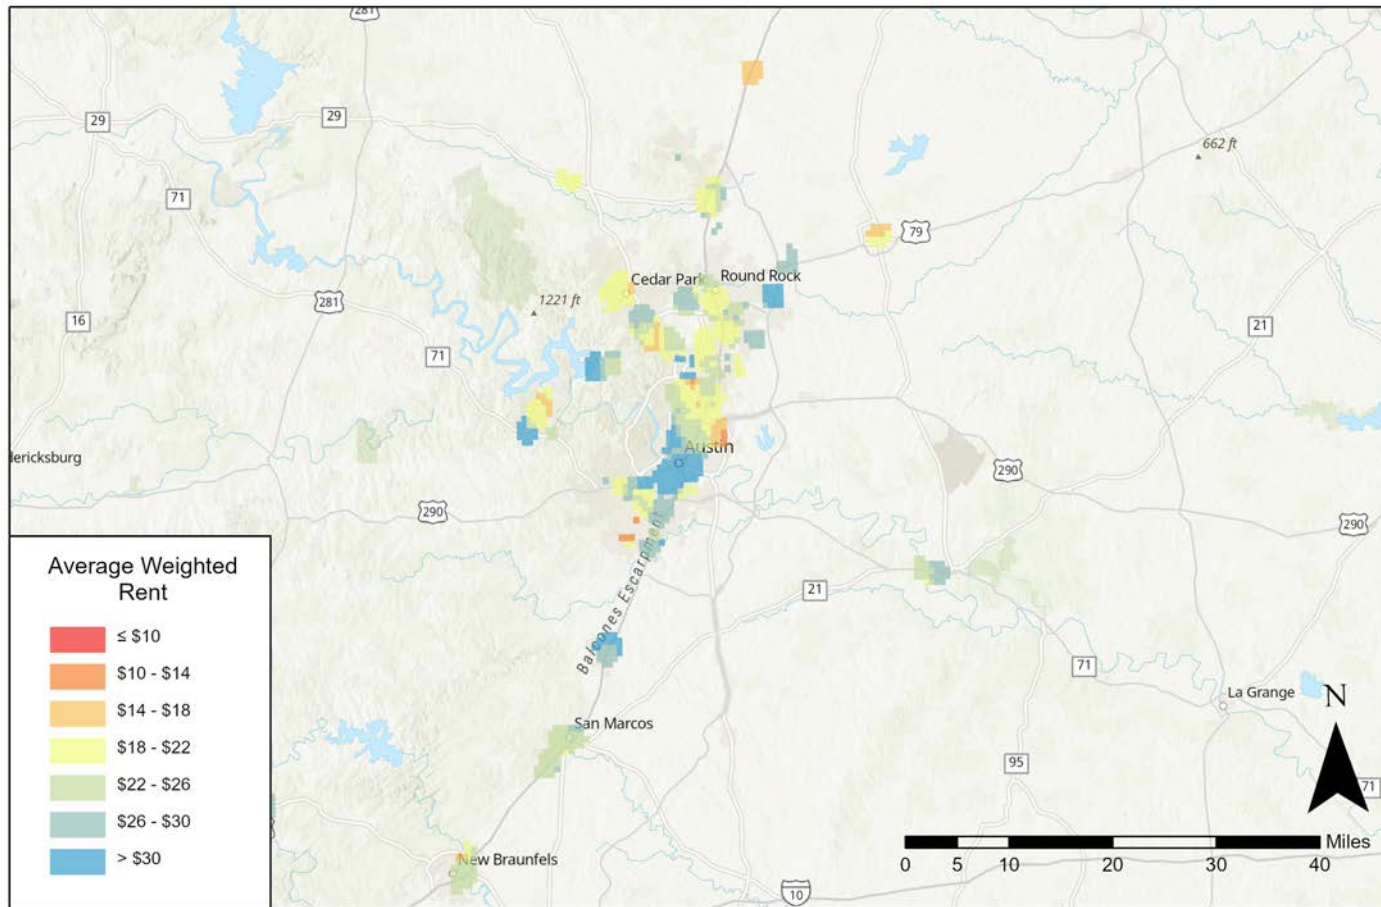 281
29
29
662 ft
71
79
Cedar Park
Round Rock
1221 ft
281
16
21
71
Austin
dericksburg
290
290
290
Balcones Escarpment
21
71
La Grange
N
San Marcos
95
71
New Braunfels
10
Average Weighted
Rent
≤ $10
$10 - $14
$14 - $18
$18 - $22
$22 - $26
$26 - $30
> $30
Miles
0 5 10 20 30 40